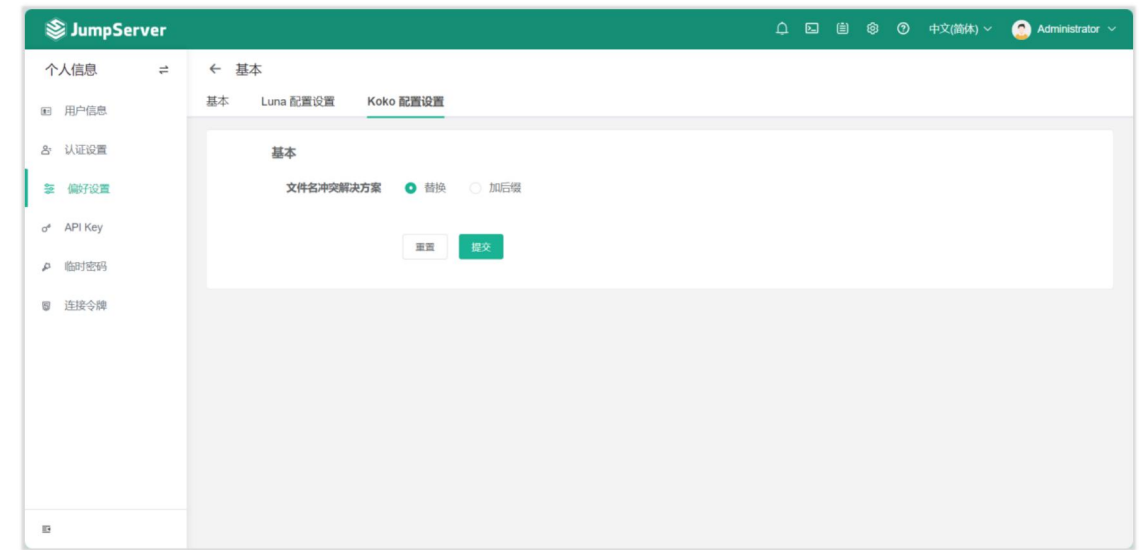 JumpServer
中文(简体)
Administrator
个人信息
用户信息
认证设置
偏好设置
API Key
临时密码
连接令牌
基本
基本
Luna 配置设置
Koko 配置设置
基本
文件名冲突解决方案
替换
加后缀
重置
提交